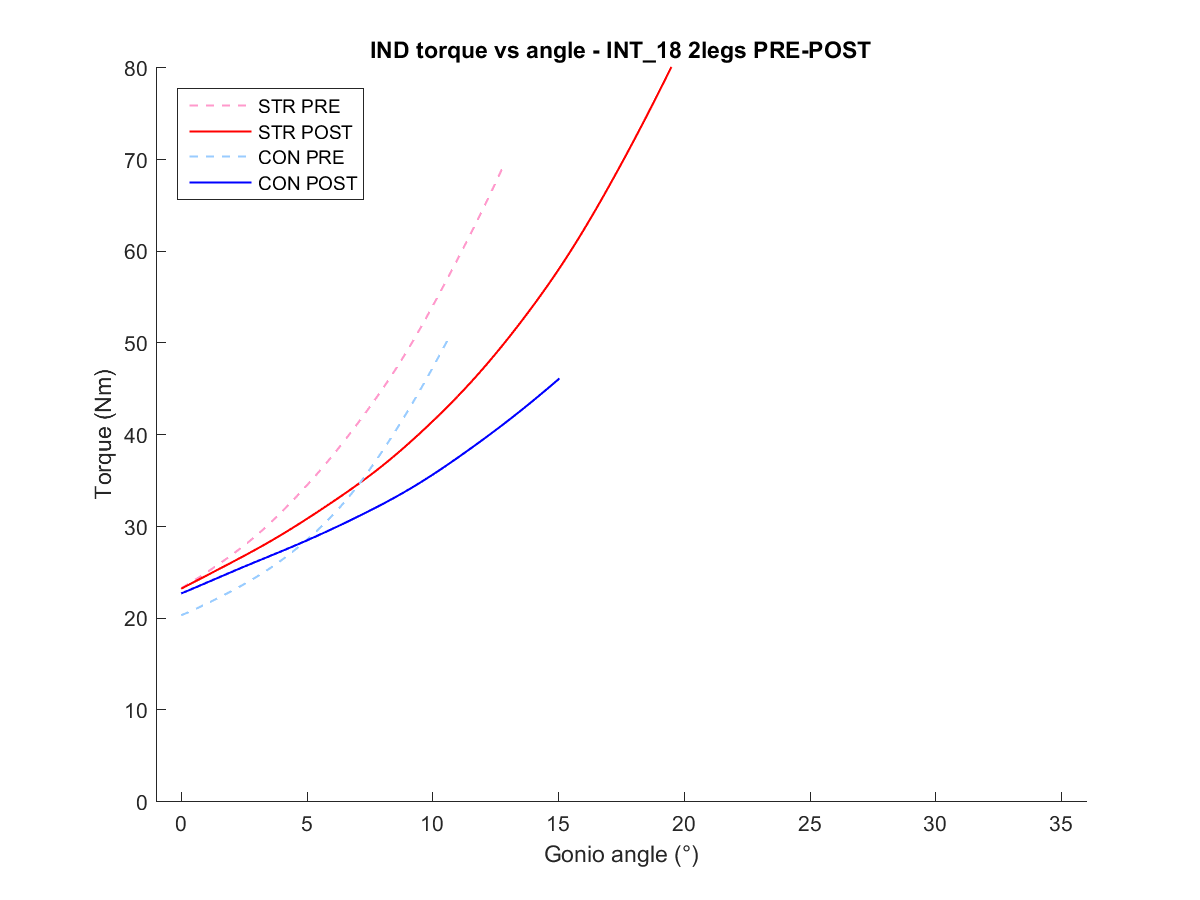 IND torque vs angle - INT_18 2legs PRE-POST
STR PRE
STR POST
CON PRE
CON POST
Torque (Nm)
80
70
60
50
40
30
20
10
0
0 5 10 15 20 25 30 35
Gonio angle (°)